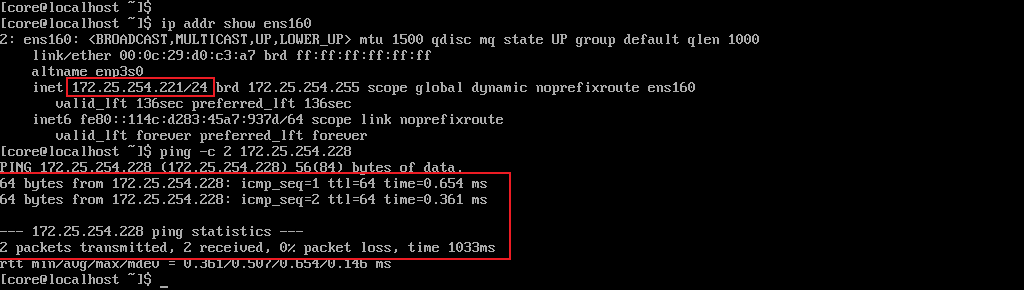 [core@localhost ~]$
[core@localhost ~]$ ip addr show ens160
2: ens160: <BROADCAST,MULTICAST,UP,LOWER_UP> mtu 1500 qdisc mq state UP group default qlen 1000
link/ether 00:0c:29:d0:c3:a7 brd ff:ff:ff:ff:ff:ff
altname enp3s0
inet 172.25.254.221/24 brd 172.25.254.255 scope global dynamic noprefixroute ens160
valid_lft 136sec preferred_lft 136sec
inet6 fe80::114c:d283:45a7:937d/64 scope link noprefixroute
valid_lft forever preferred_lft forever
[core@localhost ~]$ ping -c 2 172.25.254.228
PING 172.25.254.228 (172.25.254.228) 56(84) bytes of data.
64 bytes from 172.25.254.228: icmp_seq=1 ttl=64 time=0.654 ms
64 bytes from 172.25.254.228: icmp_seq=2 ttl=64 time=0.361 ms
--- 172.25.254.228 ping statistics ---
2 packets transmitted, 2 received, 0% packet loss, time 1033ms
rtt min/avg/max/mdev = 0.361/0.507/0.654/0.146 ms
[core@localhost ~]$ _